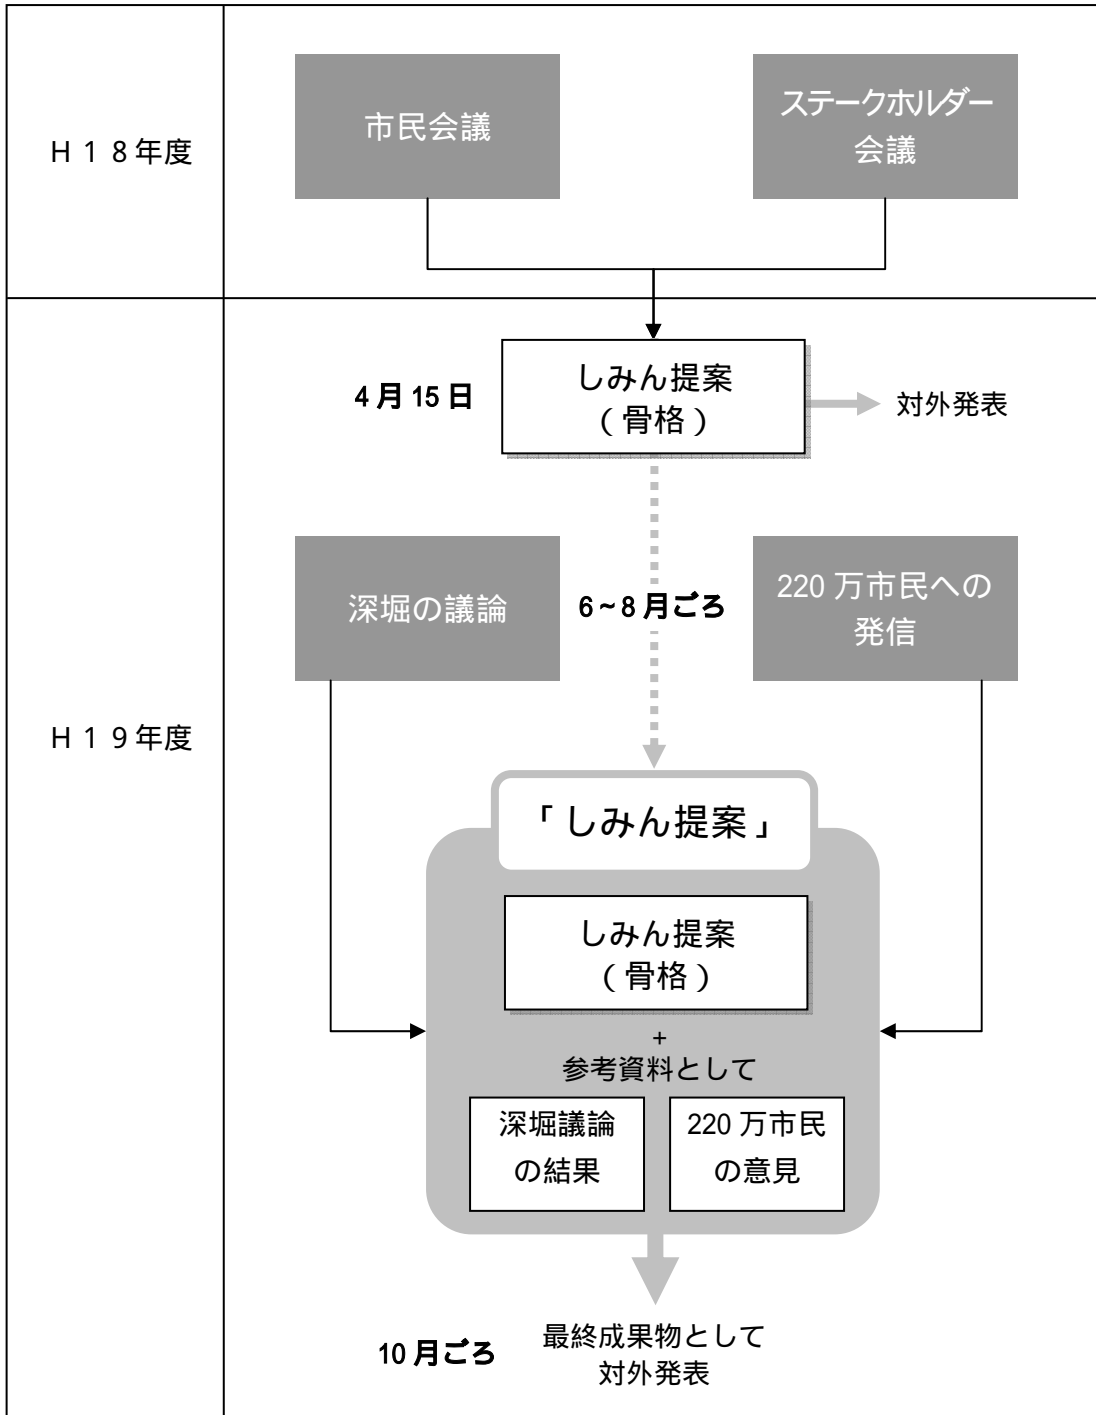 H18年度
市民会議
ステークホルダー
会議
H19年度
4月15日
しみん提案
(骨格)
対外発表
深堀の議論
6~8月ごろ
220万市民への
発信
「しみん提案」
しみん提案
(骨格)
+
参考資料として
深堀議論
の結果
220万市民
の意見
10月ごろ
最終成果物として
対外発表